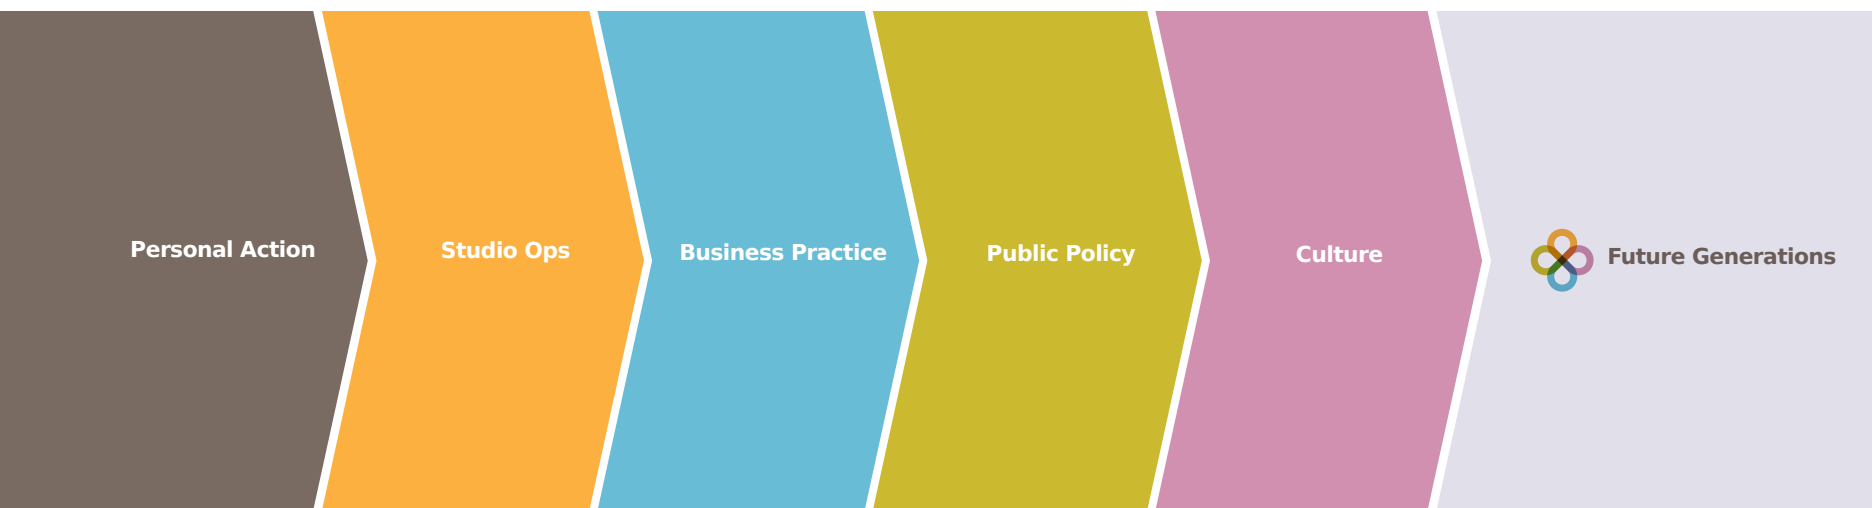 Personal Action
Studio Ops
Business Practice
Public Policy
Culture
Future Generations